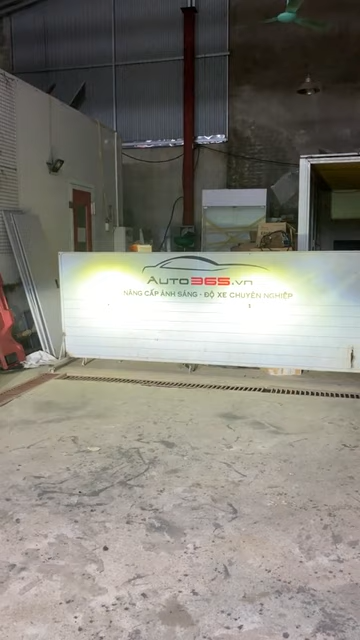 AUTO365.vn
NÂNG CẤP ÁNH SÁNG - ĐỘ XE CHUYÊN NGHIỆP